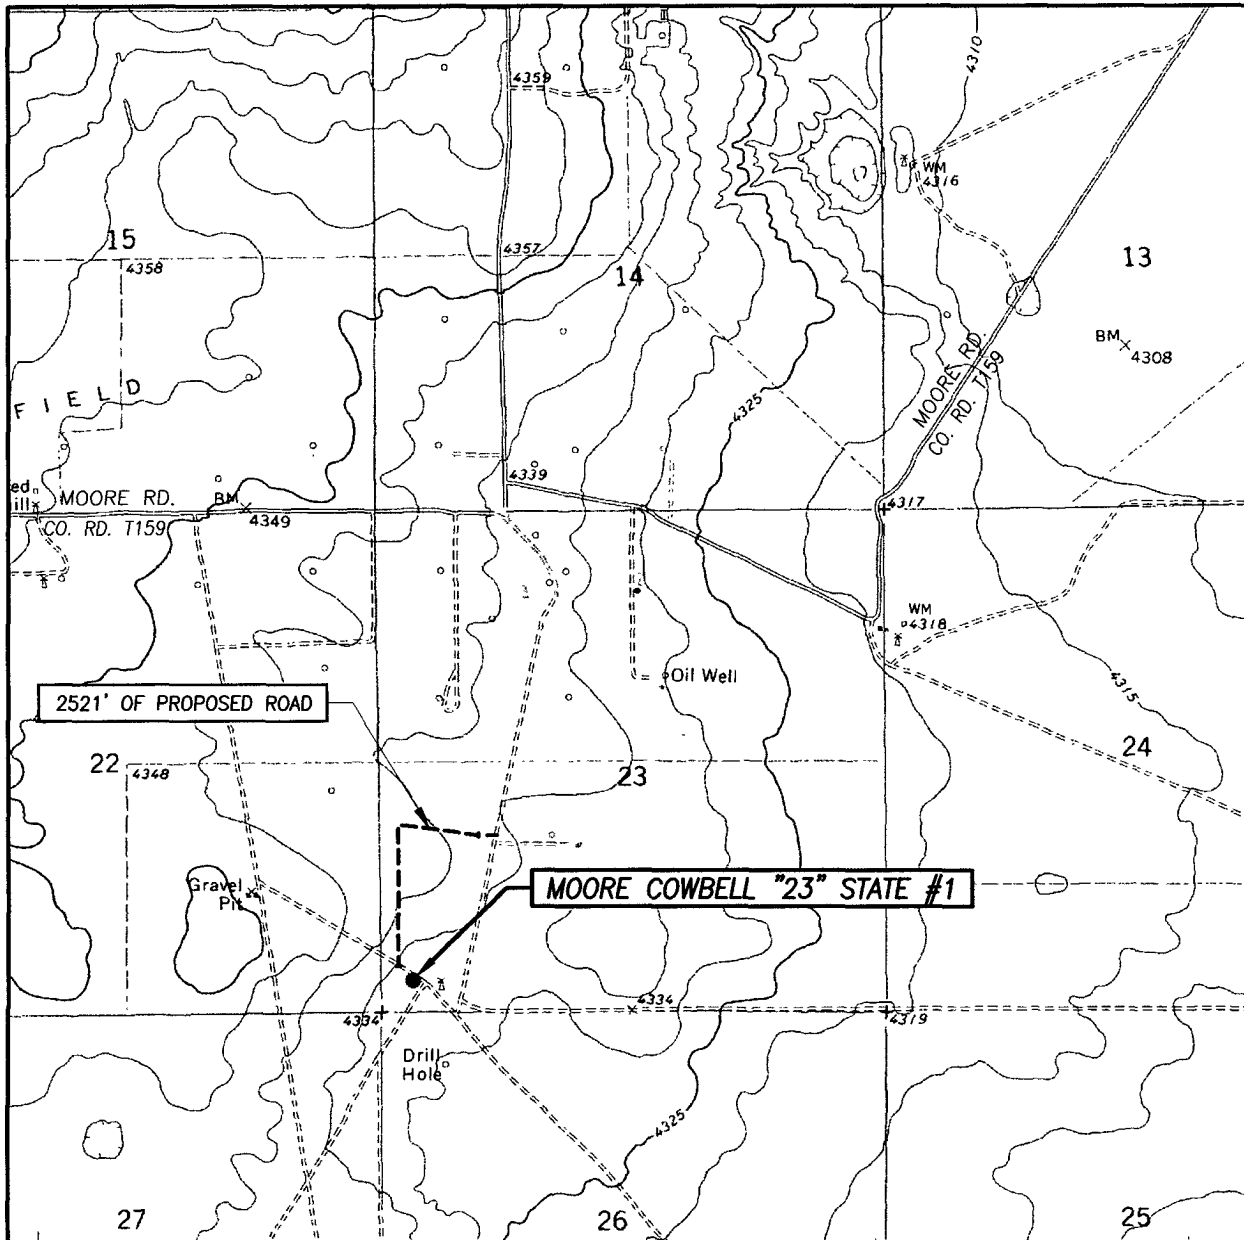 4310
4359
WM
4316
15
4358
4357
14
13
BM
4308
MOORE RD.
CO. RD. T159
FIELD
4325
4339
ed
ill
MOORE RD.
BM
4349
CO. RD. T159
4317
WM
4318
Oil Well
2521' OF PROPOSED ROAD
4315
22
4348
23
24
Gravel
Pit
MOORE COWBELL "23" STATE #1
4334
4334
4319
Drill
Hole
4325
27
26
25